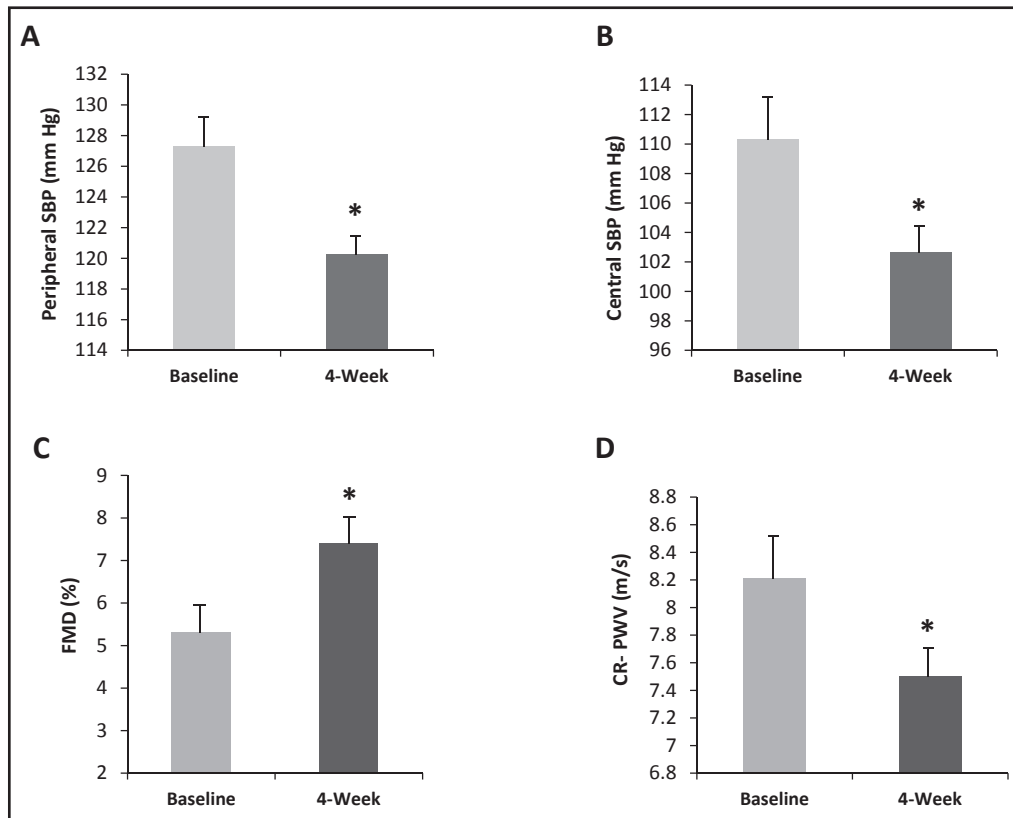 A
Peripheral SBP (mm Hg)
132
130
128
126
124
122
120
118
116
114
*
Baseline
4-Week
B
Central SBP (mm Hg)
114
112
110
108
106
104
102
100
98
96
*
Baseline
4-Week
C
FMD (%)
9
8
7
6
5
4
3
2
*
Baseline
4-Week
D
CR- PWV (m/s)
8.8
8.6
8.4
8.2
8
7.8
7.6
7.4
7.2
7
6.8
*
Baseline
4-Week